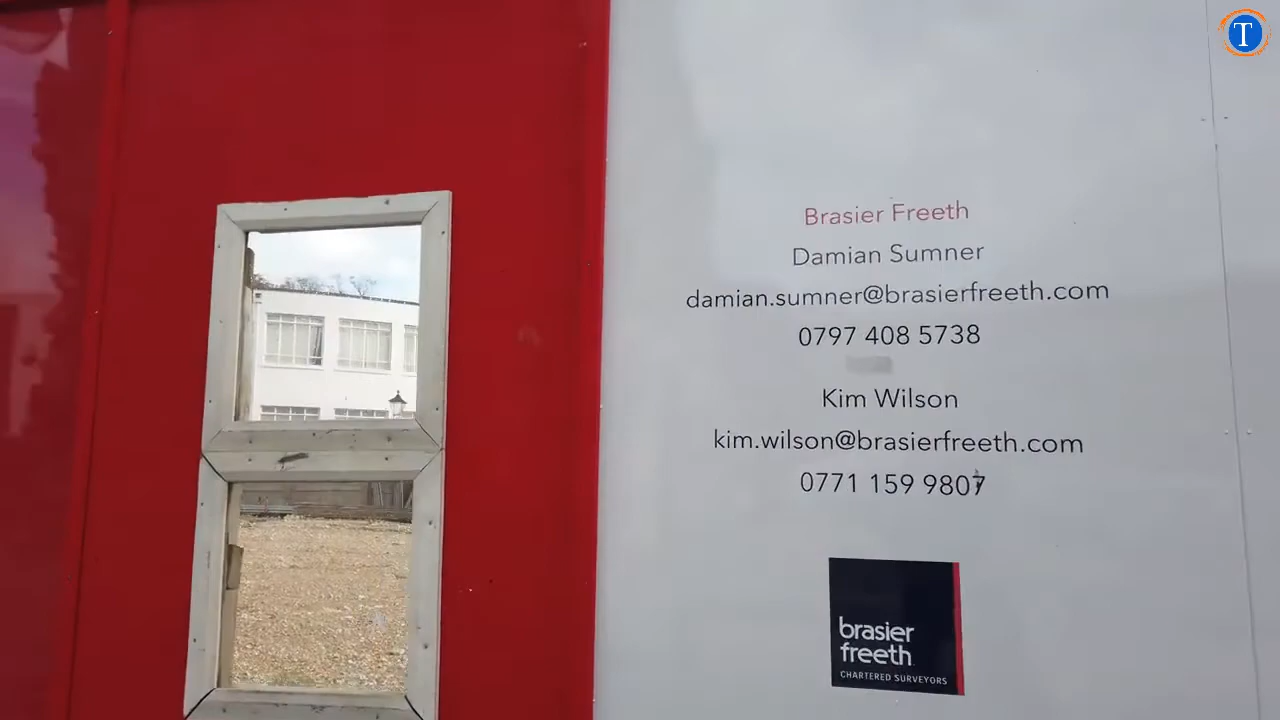 T
Brasier Freeth
Damian Sumner
damian.sumner@brasierfreeth.com
0797 408 5738
Kim Wilson
kim.wilson@brasierfreeth.com
0771 159 9807
brasier
freeth
CHARTERED SURVEYORS